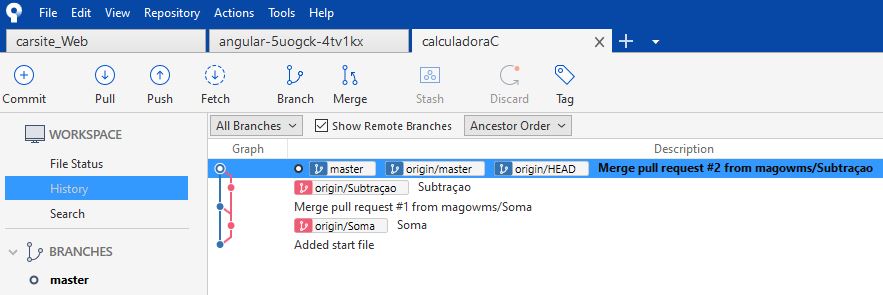 File View Repository Actions Tools Help
carsite_Web angular-5uogck-4tv1kx calculadoraC
Commit Pull Push Fetch Branch Merge Stash Discard Tag
WORKSPACE
File Status
History
Search
BRANCHES
master
All Branches Show Remote Branches Ancestor Order
Graph Description
master origin/master origin/HEAD Merge pull request #2 from magowms/Subtraçao
origin/Subtraçao Subtraçao
Merge pull request #1 from magowms/Soma
origin/Soma Soma
Added start file